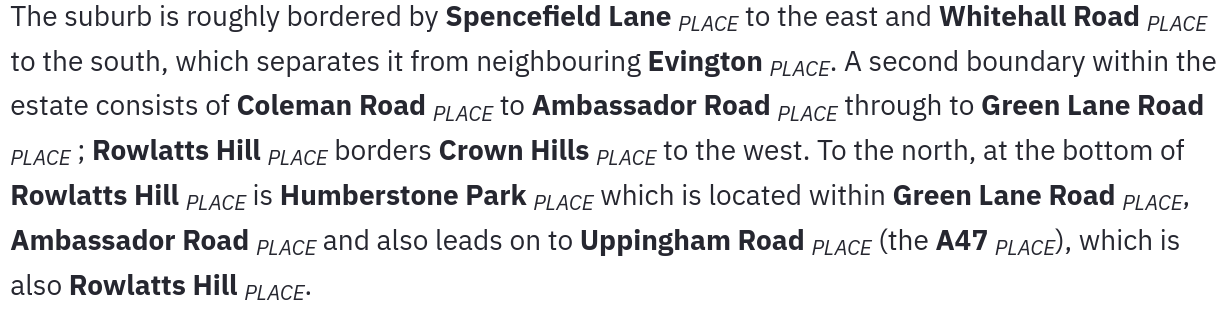 The suburb is roughly bordered by Spencefield Lane PLACE to the east and Whitehall Road PLACE
to the south, which separates it from neighbouring Evington PLACE. A second boundary within the
estate consists of Coleman Road PLACE to Ambassador Road PLACE through to Green Lane Road
PLACE ; Rowlatts Hill PLACE borders Crown Hills PLACE to the west. To the north, at the bottom of
Rowlatts Hill PLACE is Humberstone Park PLACE which is located within Green Lane Road PLACE,
Ambassador Road PLACE and also leads on to Uppingham Road PLACE (the A47 PLACE), which is
also Rowlatts Hill PLACE.